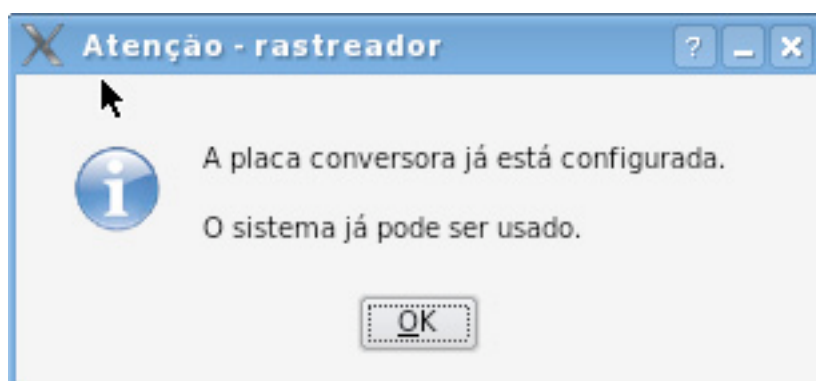 Atenção - rastreador
A placa conversora já está configurada.
O sistema já pode ser usado.
OK